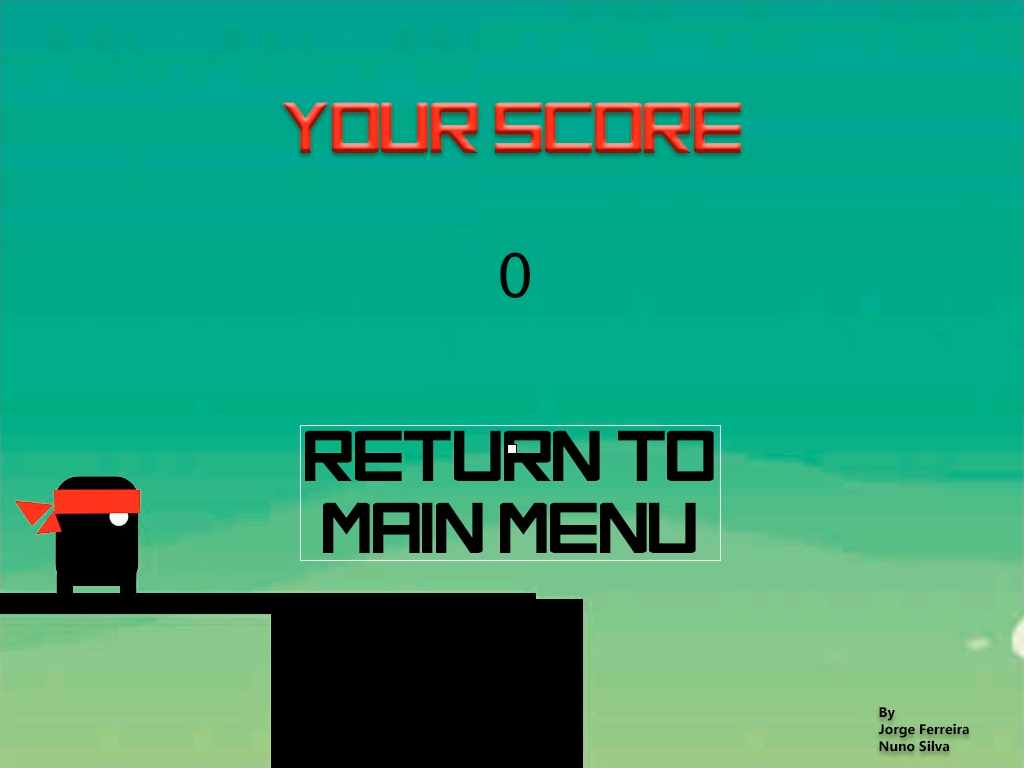 YOUR SCORE
0
RETURN TO
MAIN MENU
By
Jorge Ferreira
Nuno Silva